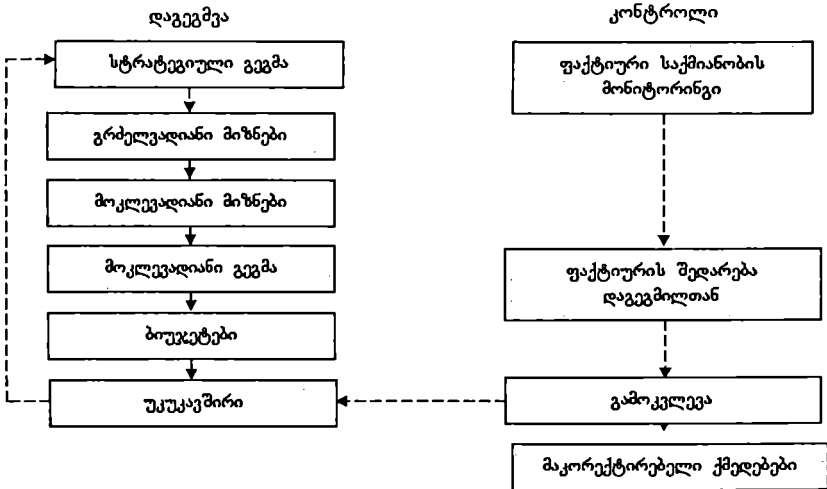 დაგეგმვა
სტრატეგიული გეგმა
გრძელვადიანი მიზნები
მოკლევადიანი მიზნები
მოკლევადიანი გეგმა
ბიუჯეტები
უკუკავშირი
კონტროლი
ფაქტიური საქმიანობის
მონიტორინგი
ფაქტიურის შედარება
დაგეგმილთან
გამოკვლევა
მაკორექტირებელი ქმედებები